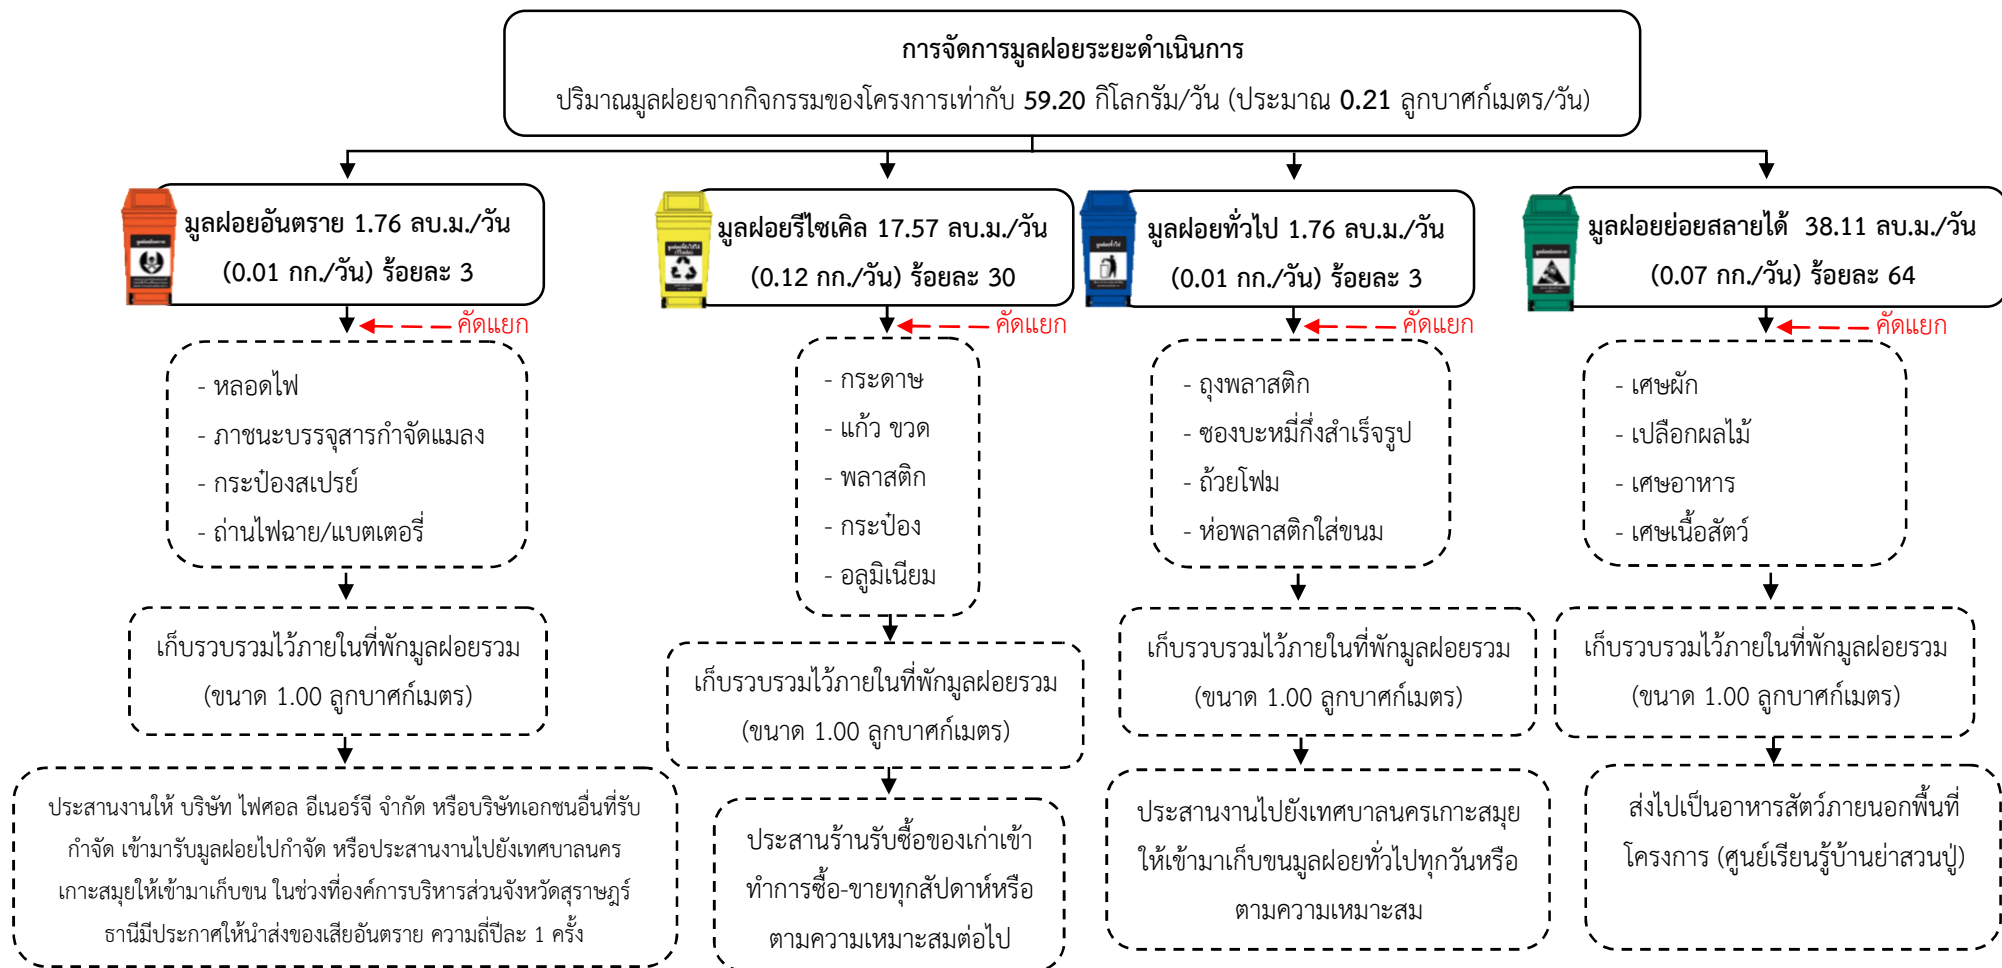 การจัดการมูลฝอยระยะดำเนินการ
ปริมาณมูลฝอยจากกิจกรรมของโครงการเท่ากับ 59.20 กิโลกรัม/วัน (ประมาณ 0.21 ลูกบาศก์เมตร/วัน)
มูลฝอยอันตราย 1.76 ลบ.ม./วัน
(0.01 กก./วัน) ร้อยละ 3
คัดแยก
- หลอดไฟ
- ภาชนะบรรจุสารกำจัดแมลง
- กระป๋องสเปรย์
- ถ่านไฟฉาย/แบตเตอรี่
เก็บรวบรวมไว้ภายในที่พักมูลฝอยรวม
(ขนาด 1.00 ลูกบาศก์เมตร)
ประสานงานให้ บริษัท ไฟศอล อีเนอร์จี จำกัด หรือบริษัทเอกชนอื่นที่รับ
กำจัด เข้ามารับมูลฝอยไปกำจัด หรือประสานงานไปยังเทศบาลนคร
เกาะสมุยให้เข้ามาเก็บขน ในช่วงที่องค์การบริหารส่วนจังหวัดสุราษฎร์
ธานีมีประกาศให้นำส่งของเสียอันตราย ความถี่ปีละ 1 ครั้ง
มูลฝอยรีไซเคิล 17.57 ลบ.ม./วัน
(0.12 กก./วัน) ร้อยละ 30
คัดแยก
- กระดาษ
- แก้ว ขวด
- พลาสติก
- กระป๋อง
- อลูมิเนียม
เก็บรวบรวมไว้ภายในที่พักมูลฝอยรวม
(ขนาด 1.00 ลูกบาศก์เมตร)
ประสานร้านรับซื้อของเก่าเข้า
ทำการซื้อ-ขายทุกสัปดาห์หรือ
ตามความเหมาะสมต่อไป
มูลฝอยทั่วไป 1.76 ลบ.ม./วัน
(0.01 กก./วัน) ร้อยละ 3
คัดแยก
- ถุงพลาสติก
- ซองบะหมี่กึ่งสำเร็จรูป
- ถ้วยโฟม
- ห่อพลาสติกใส่ขนม
เก็บรวบรวมไว้ภายในที่พักมูลฝอยรวม
(ขนาด 1.00 ลูกบาศก์เมตร)
ประสานงานไปยังเทศบาลนครเกาะสมุย
ให้เข้ามาเก็บขนมูลฝอยทั่วไปทุกวันหรือ
ตามความเหมาะสม
มูลฝอยย่อยสลายได้ 38.11 ลบ.ม./วัน
(0.07 กก./วัน) ร้อยละ 64
คัดแยก
- เศษผัก
- เปลือกผลไม้
- เศษอาหาร
- เศษเนื้อสัตว์
เก็บรวบรวมไว้ภายในที่พักมูลฝอยรวม
(ขนาด 1.00 ลูกบาศก์เมตร)
ส่งไปเป็นอาหารสัตว์ภายนอกพื้นที่
โครงการ (ศูนย์เรียนรู้บ้านย่าสวนปู่)